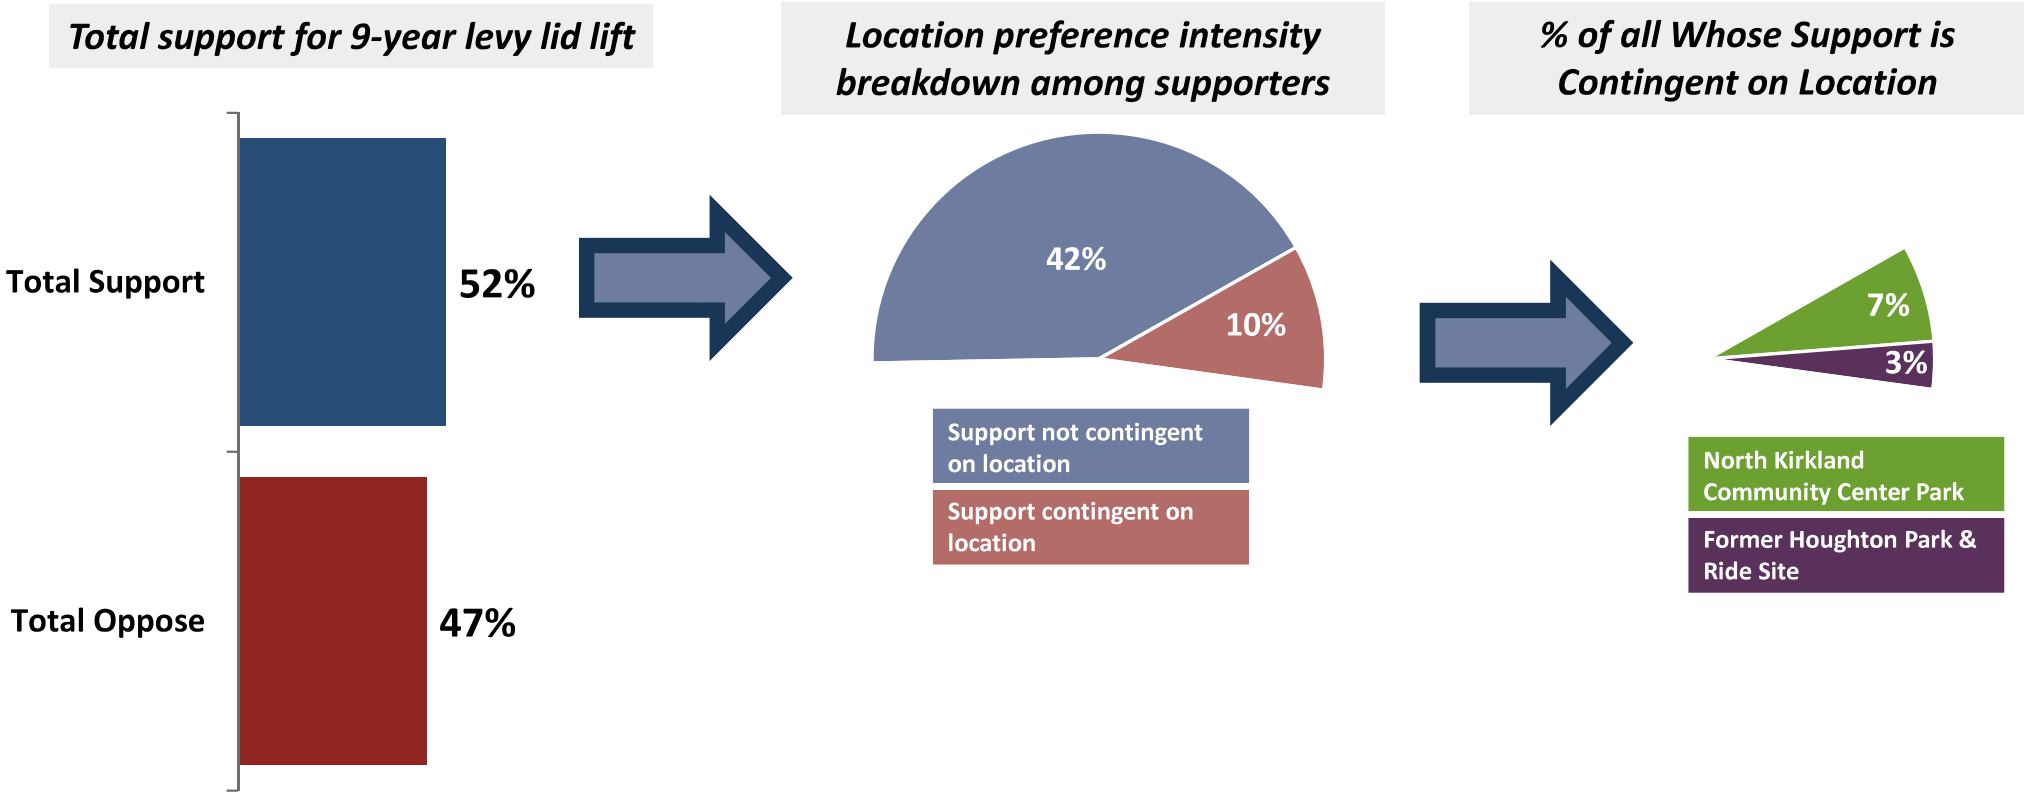 Total support for 9-year levy lid lift
Total Support
52%
Total Oppose
47%
Location preference intensity
breakdown among supporters
42%
10%
Support not contingent
on location
Support contingent on
location
% of all Whose Support is
Contingent on Location
7%
3%
North Kirkland
Community Center Park
Former Houghton Park &
Ride Site